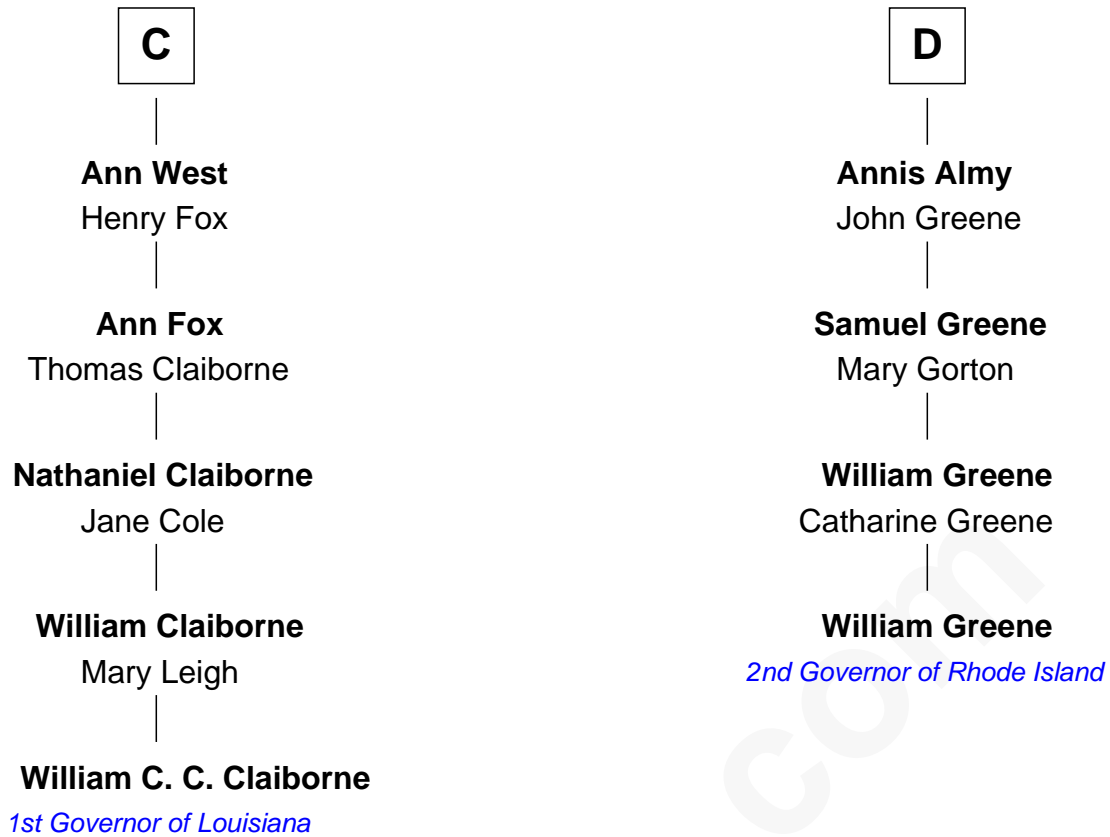 C
Ann West
Henry Fox
Ann Fox
Thomas Claiborne
Nathaniel Claiborne
Jane Cole
William Claiborne
Mary Leigh
William C. C. Claiborne
1st Governor of Louisiana
D
Annis Almy
John Greene
Samuel Greene
Mary Gorton
William Greene
Catharine Greene
William Greene
2nd Governor of Rhode Island
com